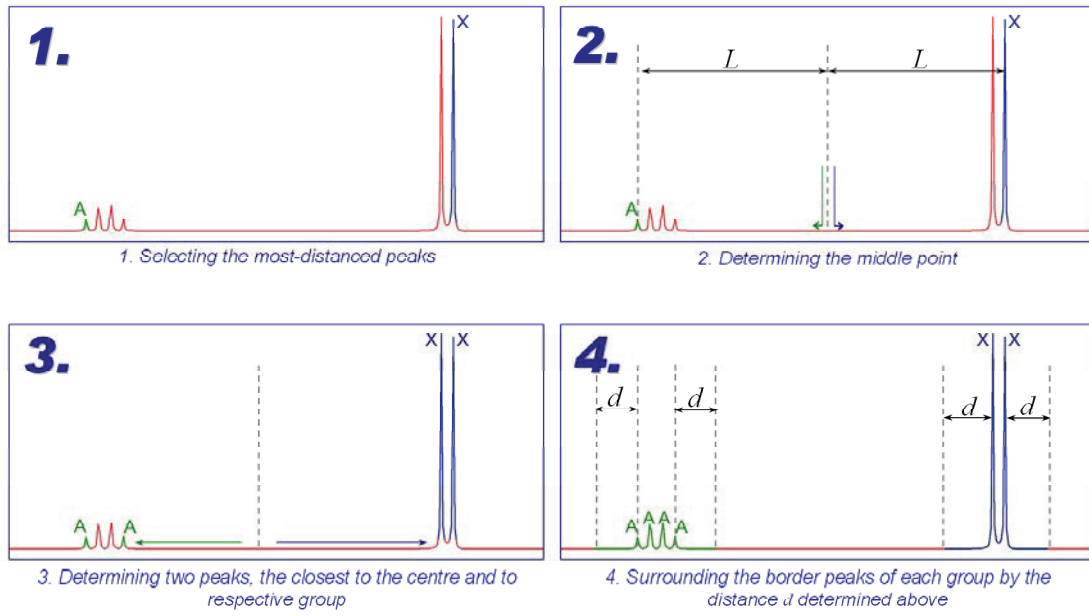 1.
X
A
1. Selecting the most-distanced peaks
2.
X
L L
A
2. Determining the middle point
3.
X X
A A
3. Determining two peaks, the closest to the centre and to
respective group
4.
X X
d d d d
A A A A
4. Surrounding the border peaks of each group by the
distance d determined above